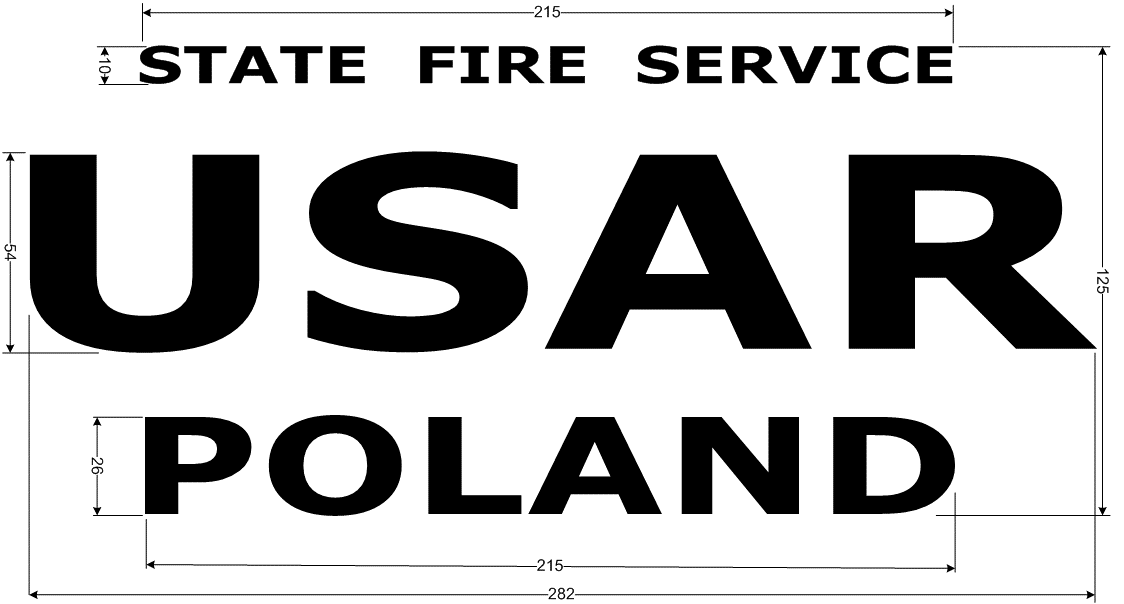 215
10
STATE FIRE SERVICE
USAR
54
125
POLAND
26
215
282